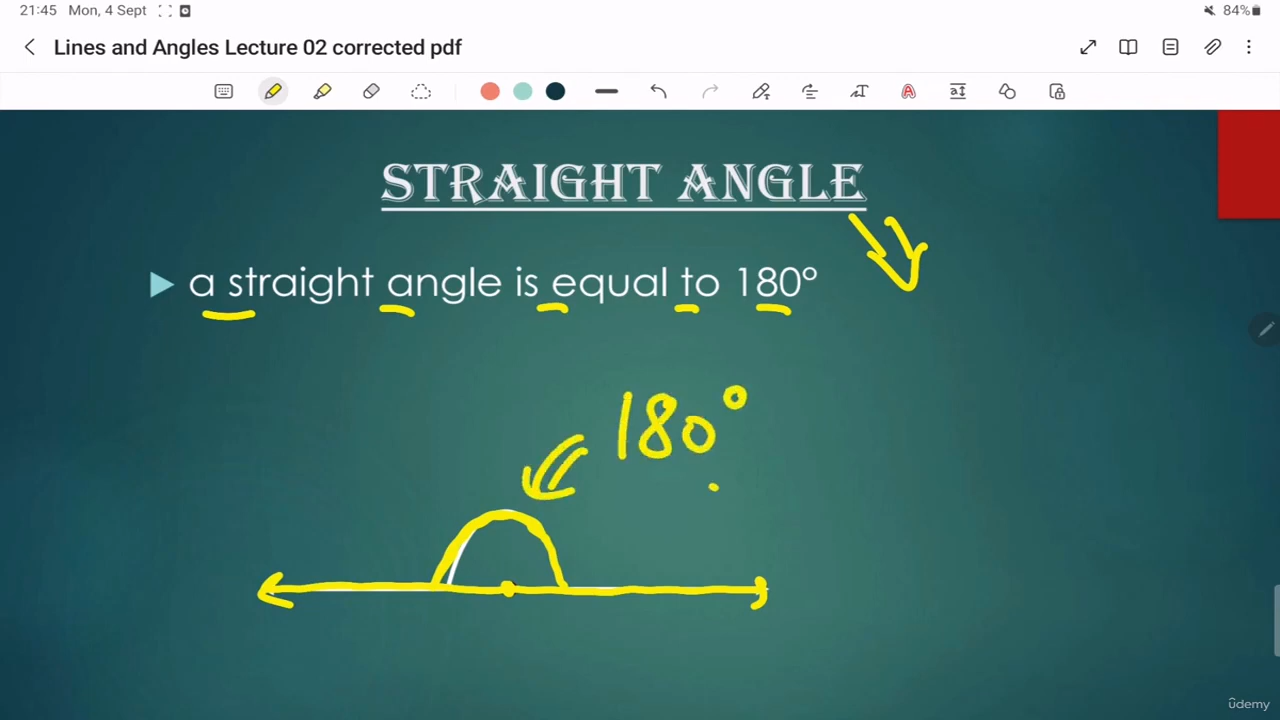 21:45 Mon, 4 Sept 84%
Lines and Angles Lecture 02 corrected pdf
STRAIGHT ANGLE
a straight angle is equal to 180°
180°
ûdemy